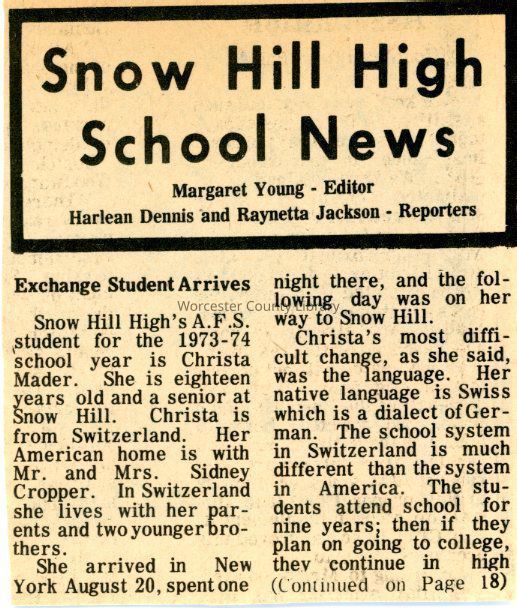 Snow Hill High
School News
Margaret Young - Editor
Harlean Dennis and Raynetta Jackson - Reporters
Exchange Student Arrives
Snow Hill High's A.F.S.
student for the 1973-74
school year is Christa
Mader. She is eighteen
years old and a senior at
Snow Hill. Christa is
from Switzerland. Her
American home is with
Mr. and Mrs. Sidney
Cropper. In Switzerland
she lives with her par-
ents and two younger bro-
thers.
She arrived in New
York August 20, spent one
night there, and the fol-
lowing day was on her
way to Snow Hill.
Christa's most diffi-
cult change, as she said,
was the language. Her
native language is Swiss
which is a dialect of Ger-
man. The school system
in Switzerland is much
different than the system
in America. The stu-
dents attend school for
nine years; then if they
plan on going to college,
they continue in high
(Continued on Page 18)
Worcester County Library